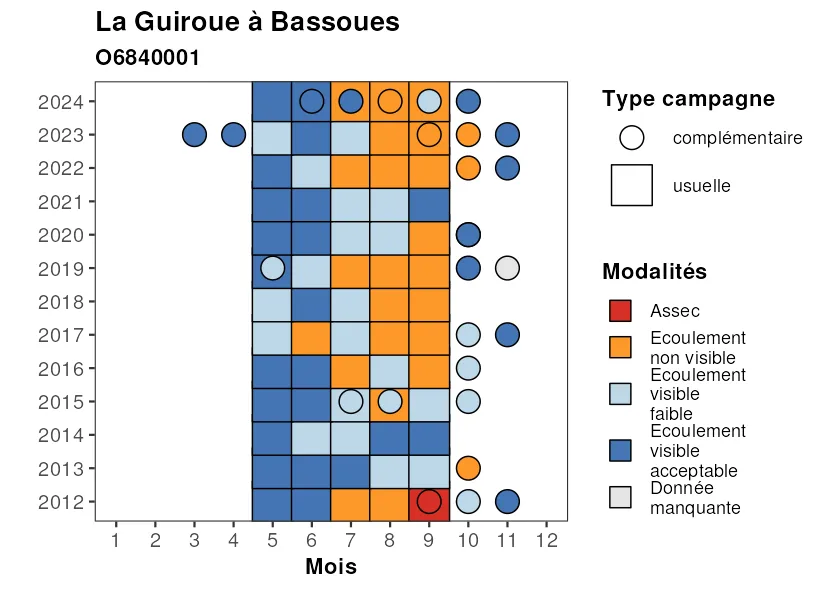 La Guiroue à Bassoues
O6840001
2024
2023
2022
2021
2020
2019
2018
2017
2016
2015
2014
2013
2012
1 2 3 4 5 6 7 8 9 10 11 12
Mois
Type campagne
complémentaire
usuelle
Modalités
Assec
Ecoulement
non visible
Ecoulement
visible
faible
Ecoulement
visible
acceptable
Donnée
manquante